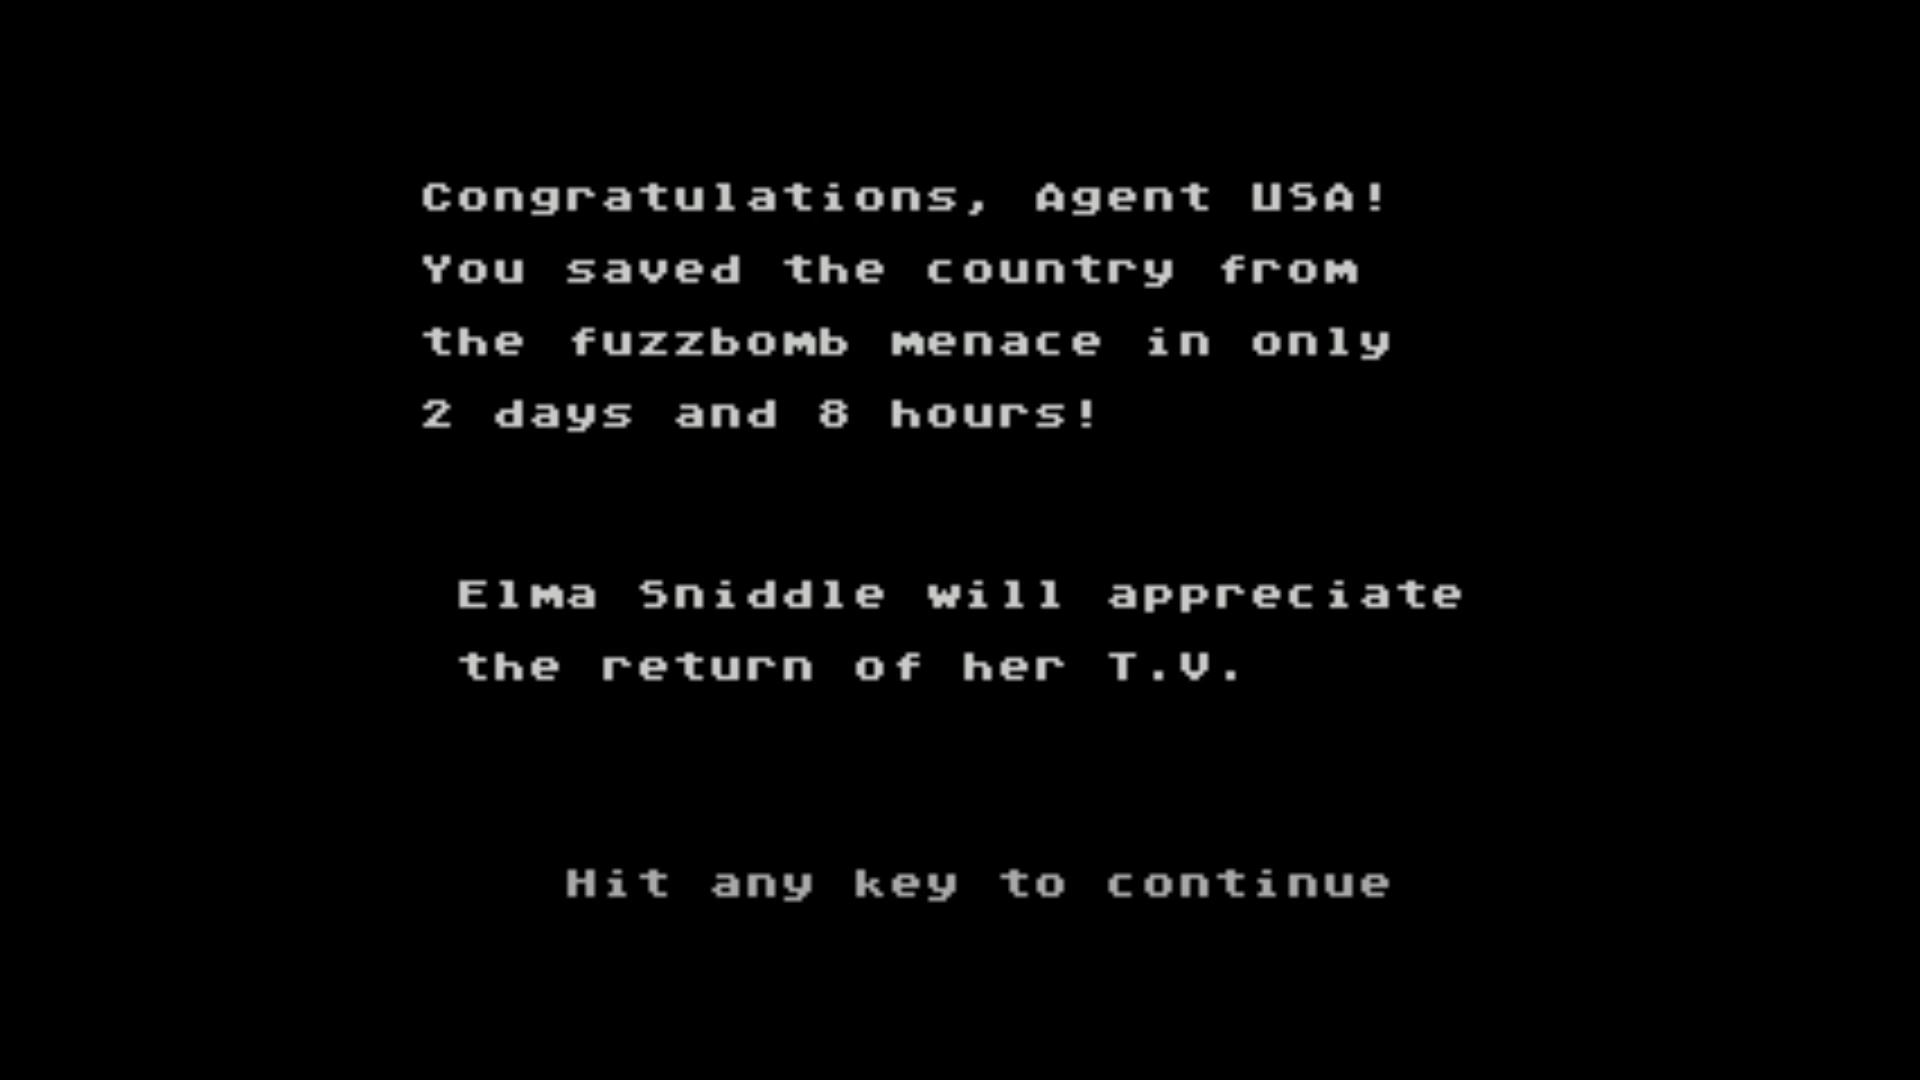 Congratulations, Agent USA!
You saved the country from
the fuzzbomb menace in only
2 days and 8 hours!
Elma Sniddle will appreciate
the return of her T.V.
Hit any key to continue